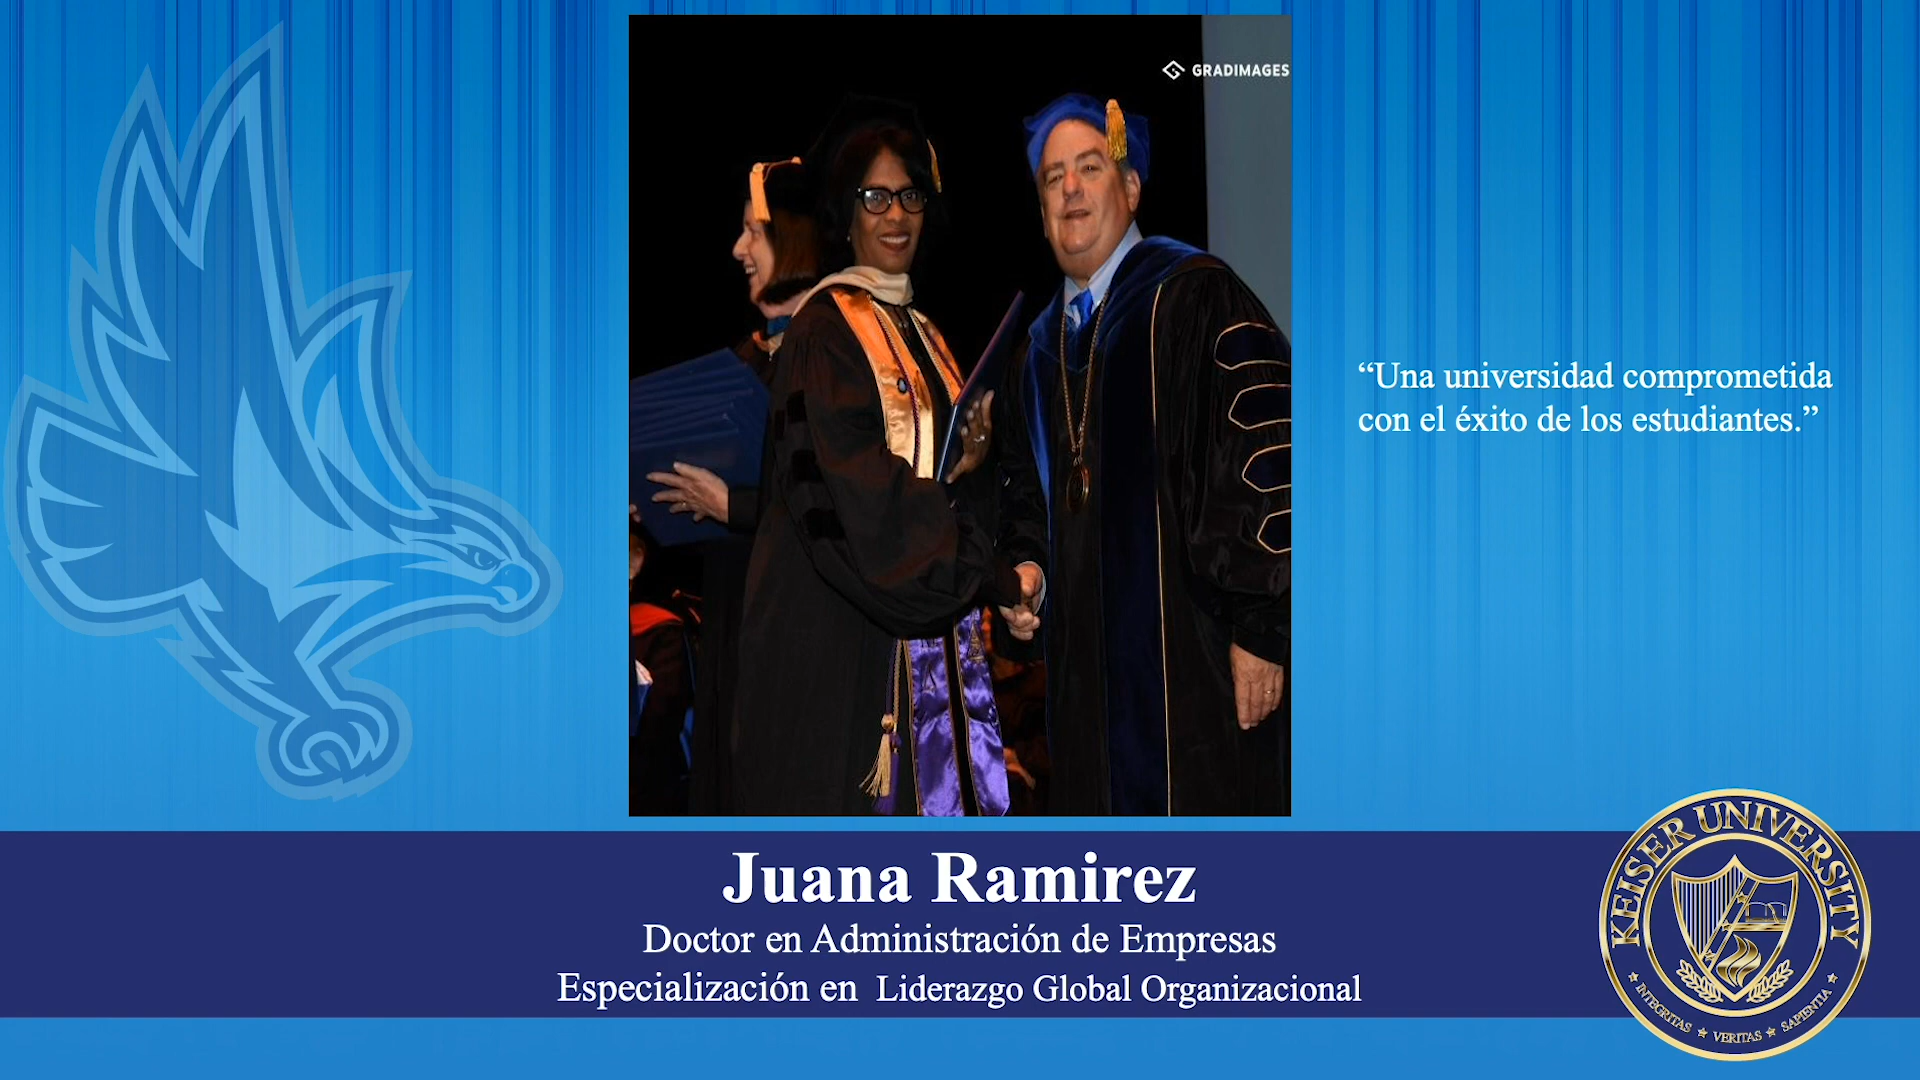 GRADIMAGES
“Una universidad comprometida
con el éxito de los estudiantes.”
Juana Ramirez
Doctor en Administración de Empresas
Especialización en Liderazgo Global Organizacional
KEISER UNIVERSITY
INTEGRITAS ★ VERITAS ★ SAPIENTIA